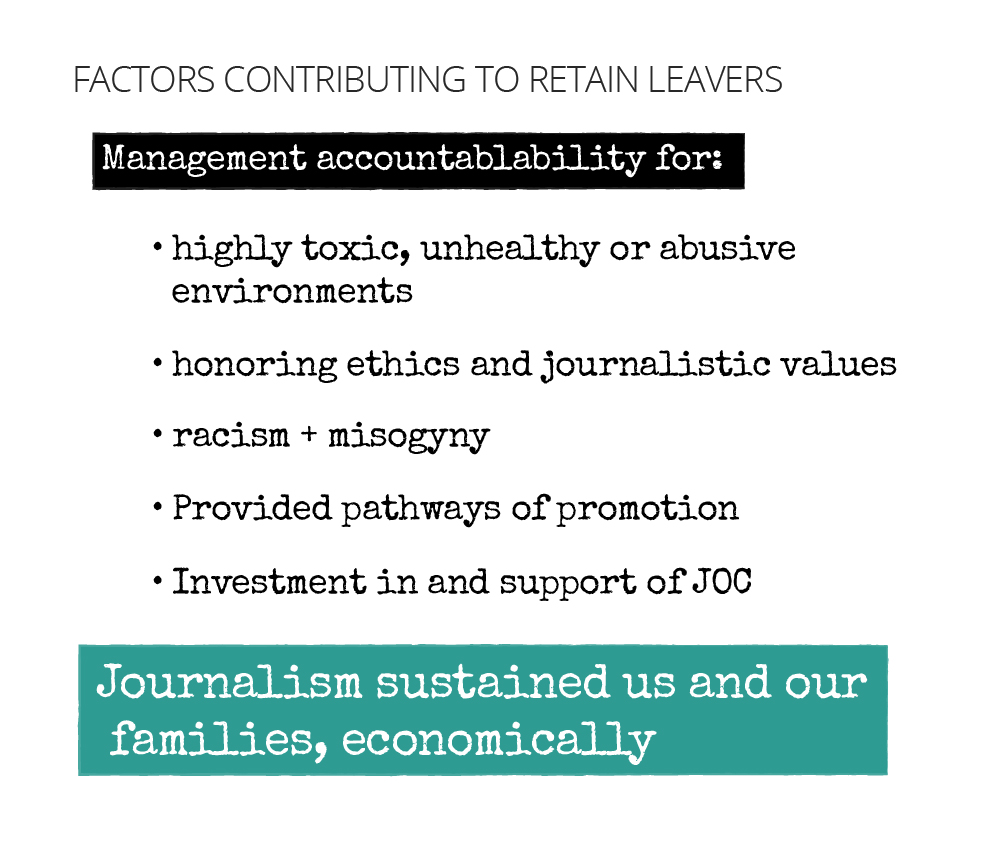 FACTORS CONTRIBUTING TO RETAIN LEAVERS
Management accountablability for:
• highly toxic, unhealthy or abusive
environments
• honoring ethics and journalistic values
• racism + misogyny
• Provided pathways of promotion
• Investment in and support of JOC
Journalism sustained us and our
families, economically